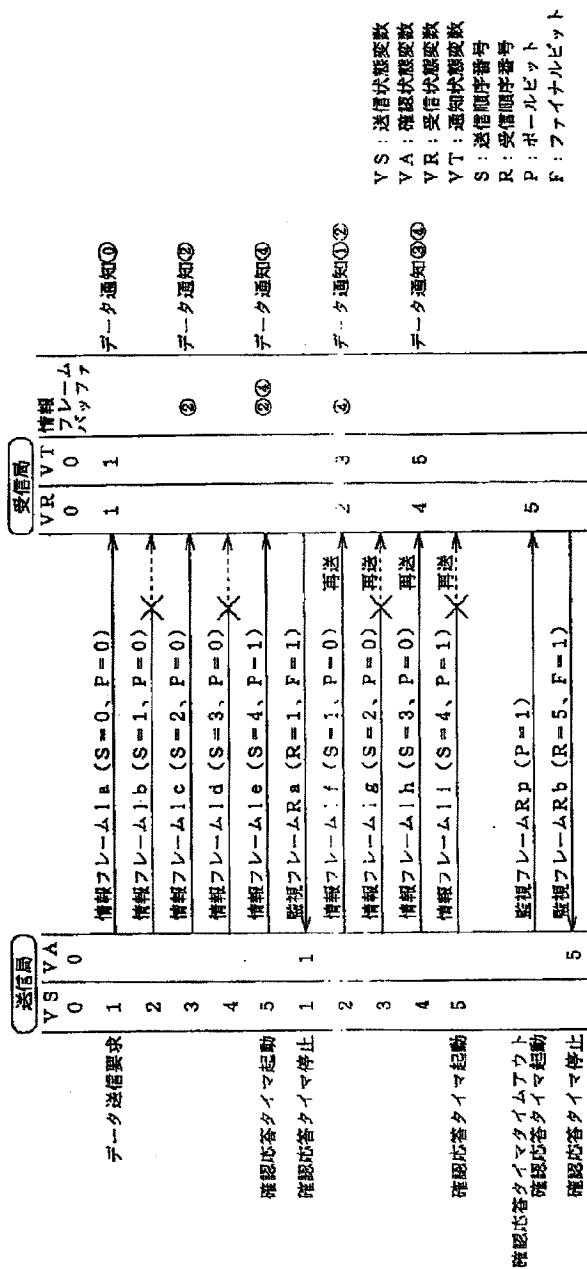 送信局
VS VA
0 0
データ送信要求 1
2
3
4
確認応答タイマ起動 5
確認応答タイマ停止 1 1
2
3
4
確認応答タイマ起動 5
確認応答タイマタイムアウト
確認応答タイマ起動
確認応答タイマ停止 5
情報フレームIa (S=0、P=0)
情報フレームIb (S=1、P=0)
情報フレームIc (S=2、P=0)
情報フレームId (S=3、P=0)
情報フレームIe (S=4、P=1)
監視フレームRa (R=1、F=1)
情報フレームIf (S=1、P=0) 再送
情報フレームIg (S=2、P=0) 再送
情報フレームIh (S=3、P=0) 再送
情報フレームIi (S=4、P=1) 再送
監視フレームRp (P=1)
監視フレームRb (R=5、F=1)
受信局
VR VT 情報フレームバッファ
0 0
1 1 データ通知①
② データ通知②
②④ データ通知④
2 3 ④ データ通知①②
4 5 データ通知③④
5
VS:送信状態変数
VA:確認状態変数
VR:受信状態変数
VT:通知状態変数
S:送信順序番号
R:受信順序番号
P:ポールビット
F:ファイナルビット